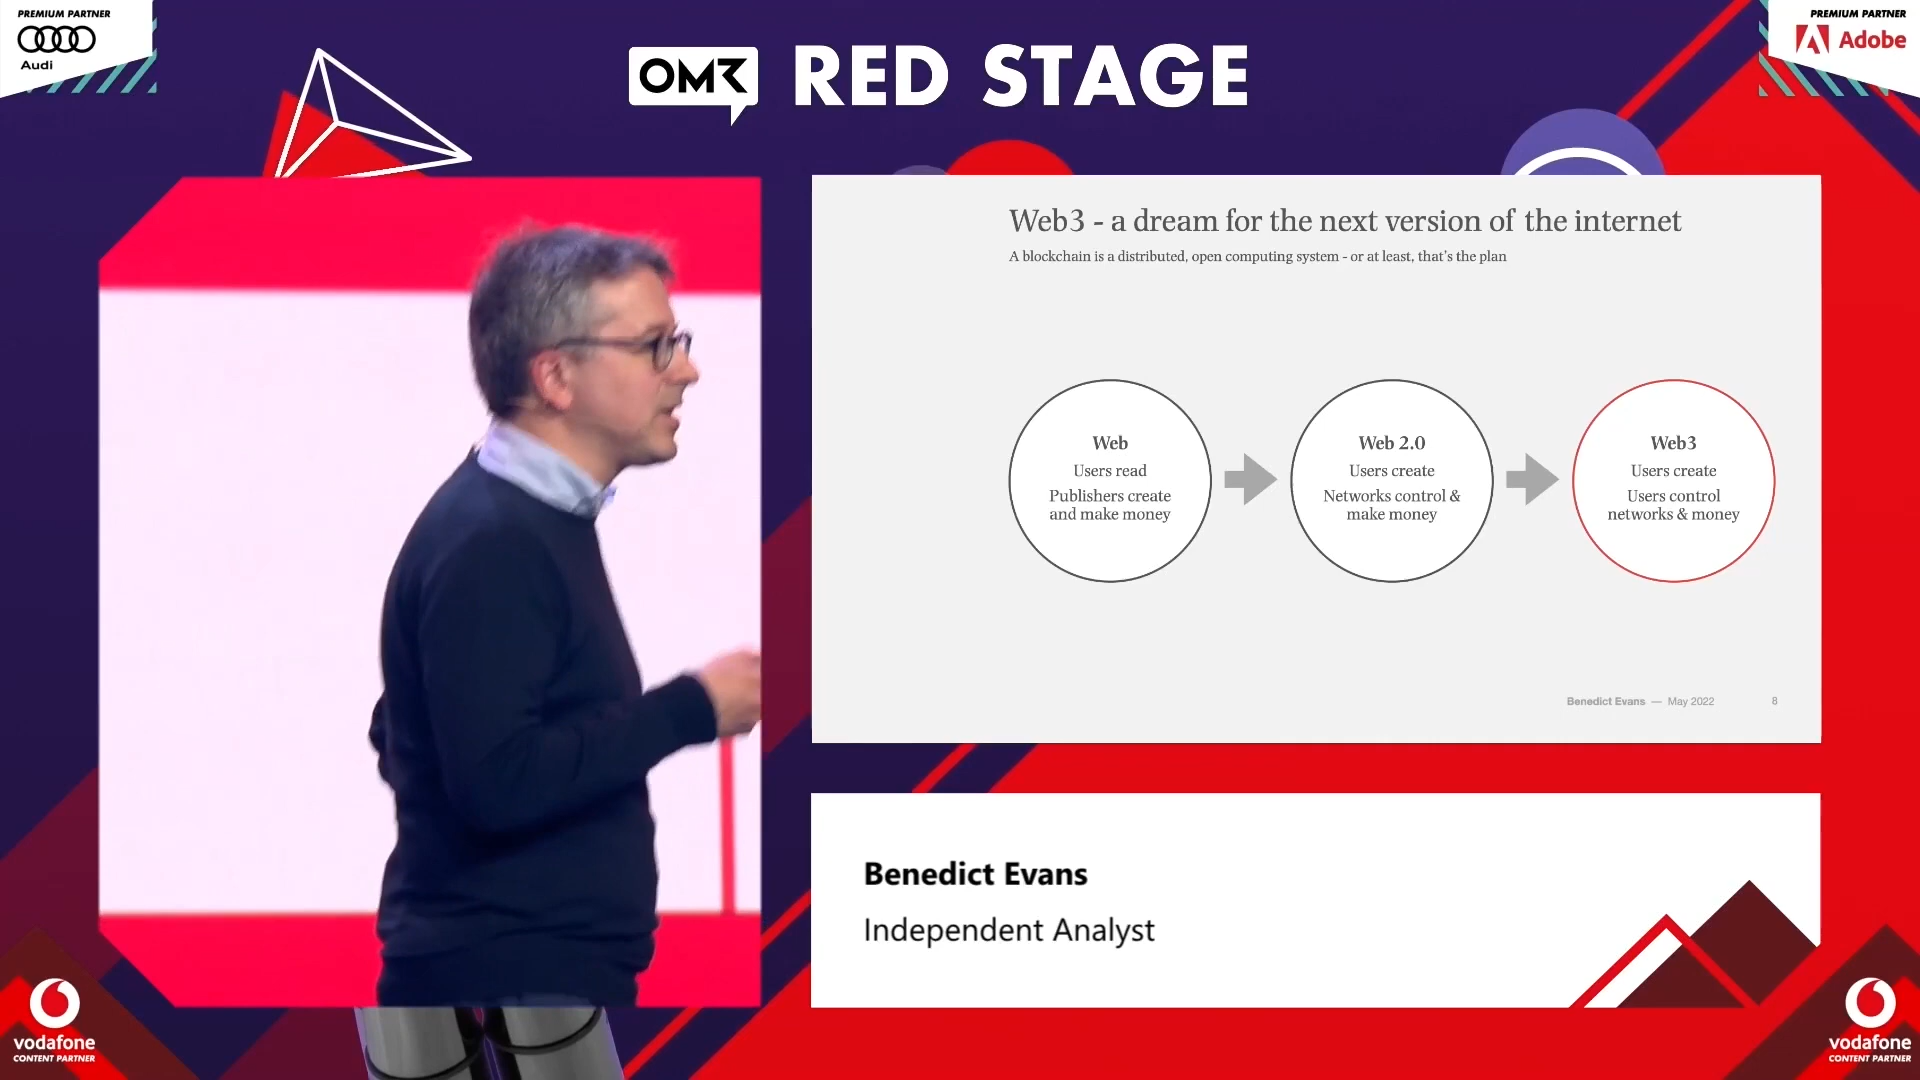 PREMIUM PARTNER
Audi
OMR RED STAGE
PREMIUM PARTNER
Adobe
Web3 - a dream for the next version of the internet
A blockchain is a distributed, open computing system - or at least, that's the plan
Web
Users read
Publishers create
and make money
Web 2.0
Users create
Networks control &
make money
Web3
Users create
Users control
networks & money
Benedict Evans — May 2022 8
Benedict Evans
Independent Analyst
vodafone
CONTENT PARTNER
vodafone
CONTENT PARTNER